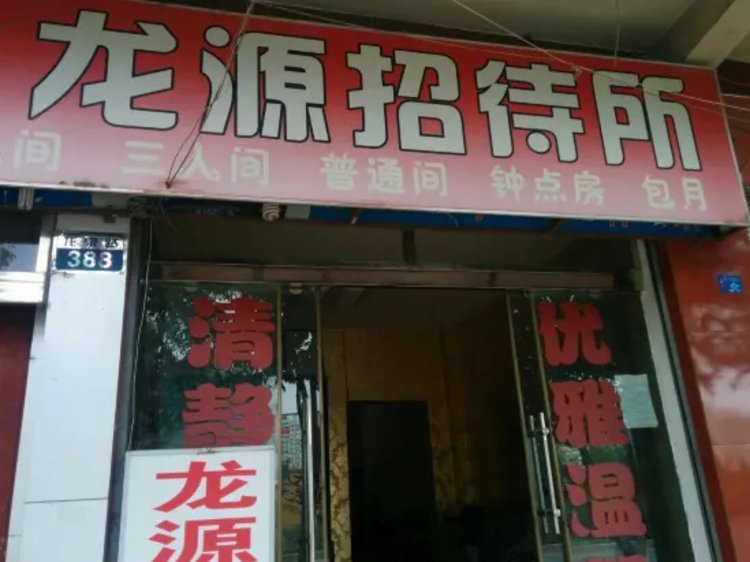 龙源招待所
间 三人间 普通间 钟点房 包月
388
清静
优雅温
龙源